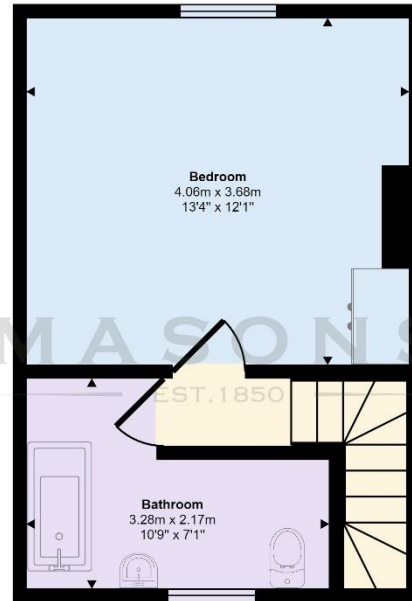 Bedroom
4.06m x 3.68m
13'4" x 12'1"
MASONS
EST.1850
Bathroom
3.28m x 2.17m
10'9" x 7'1"